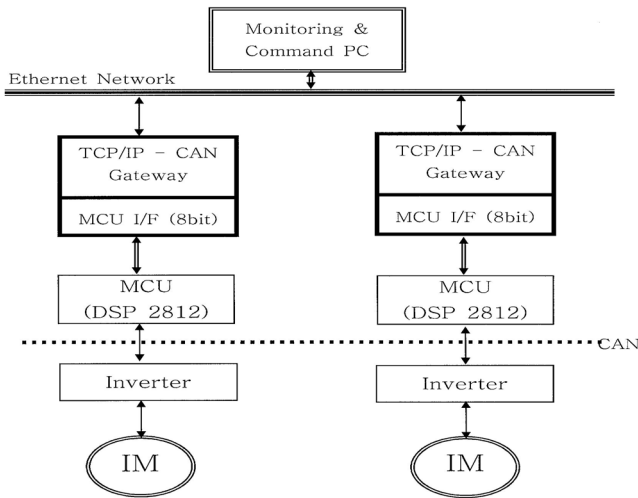 Monitoring &
Command PC
Ethernet Network
TCP/IP - CAN
Gateway
MCU I/F (8bit)
MCU
(DSP 2812)
Inverter
IM
TCP/IP - CAN
Gateway
MCU I/F (8bit)
MCU
(DSP 2812)
CAN
Inverter
IM